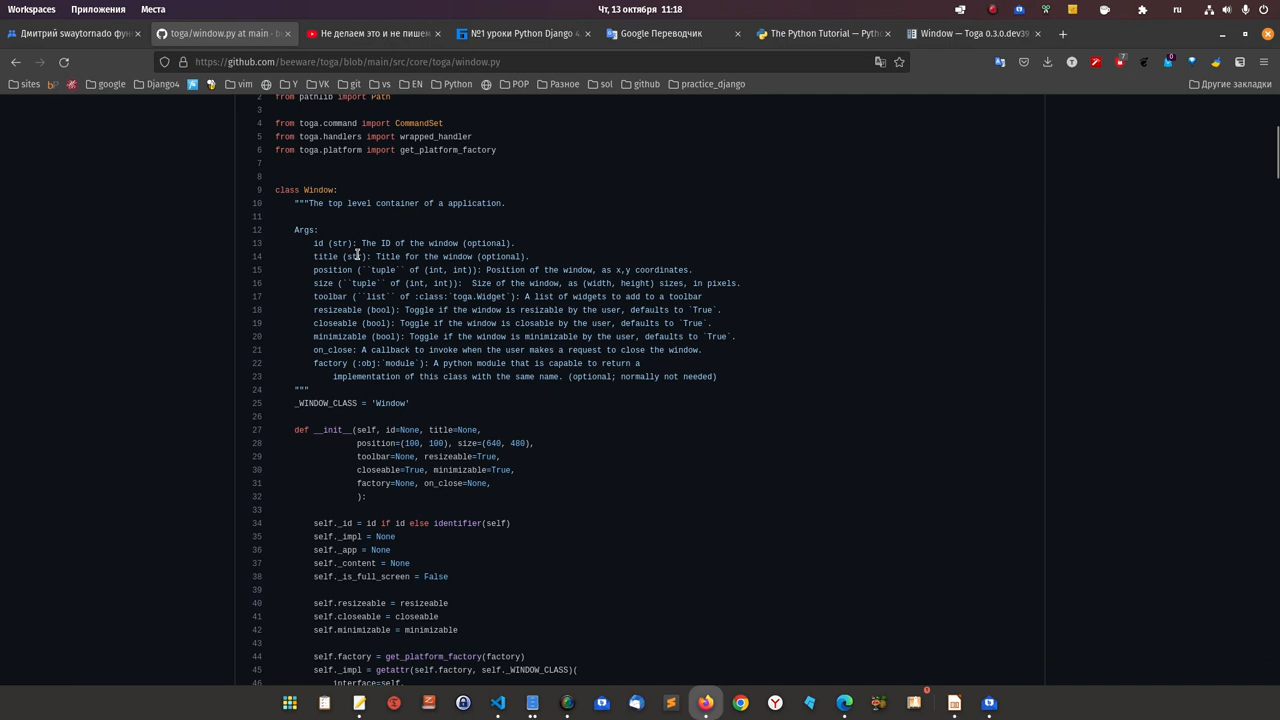 Workspaces Приложения Места Чт, 13 октября 11:18 ru
Дмитрий swaytornado фун
toga/window.py at main · b
Не делаем это и не пишем
№1 уроки Python Django 4.
Google Переводчик
The Python Tutorial — Pyth
Window — Toga 0.3.0.dev39
https://github.com/beeware/toga/blob/main/src/core/toga/window.py
sites google Django4 vim Y VK git vs EN Python POP Разное sol github practice_django Другие закладки
2 from pathlib import Path
3
4 from toga.command import CommandSet
5 from toga.handlers import wrapped_handler
6 from toga.platform import get_platform_factory
7
8
9 class Window:
10 """The top level container of a application.
11
12 Args:
13 id (str): The ID of the window (optional).
14 title (str): Title for the window (optional).
15 position (``tuple`` of (int, int)): Position of the window, as x,y coordinates.
16 size (``tuple`` of (int, int)):  Size of the window, as (width, height) sizes, in pixels.
17 toolbar (``list`` of :class:`toga.Widget`): A list of widgets to add to a toolbar
18 resizeable (bool): Toggle if the window is resizable by the user, defaults to `True`.
19 closeable (bool): Toggle if the window is closable by the user, defaults to `True`.
20 minimizable (bool): Toggle if the window is minimizable by the user, defaults to `True`.
21 on_close: A callback to invoke when the user makes a request to close the window.
22 factory (:obj:`module`): A python module that is capable to return a
23 implementation of this class with the same name. (optional; normally not needed)
24 """
25 _WINDOW_CLASS = 'Window'
26
27 def __init__(self, id=None, title=None,
28 position=(100, 100), size=(640, 480),
29 toolbar=None, resizeable=True,
30 closeable=True, minimizable=True,
31 factory=None, on_close=None,
32 ):
33
34 self._id = id if id else identifier(self)
35 self._impl = None
36 self._app = None
37 self._content = None
38 self._is_full_screen = False
39
40 self.resizeable = resizeable
41 self.closeable = closeable
42 self.minimizable = minimizable
43
44 self.factory = get_platform_factory(factory)
45 self._impl = getattr(self.factory, self._WINDOW_CLASS)(
46 interface=self,